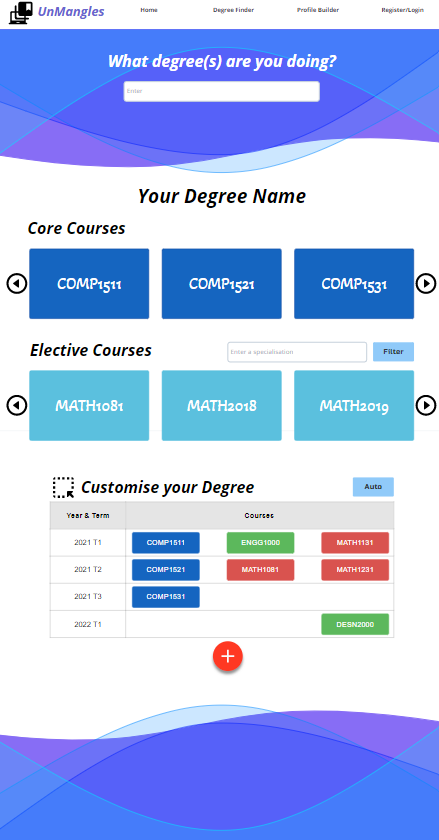 UnMangles Home Degree Finder Profile Builder Register/Login
What degree(s) are you doing?
Enter
Your Degree Name
Core Courses
COMP1511 COMP1521 COMP1531
Elective Courses Enter a specialisation Filter
MATH1081 MATH2018 MATH2019
Customise your Degree Auto
Year & Term Courses
2021 T1 COMP1511 ENGG1000 MATH1131
2021 T2 COMP1521 MATH1081 MATH1231
2021 T3 COMP1531
2022 T1 DESN2000